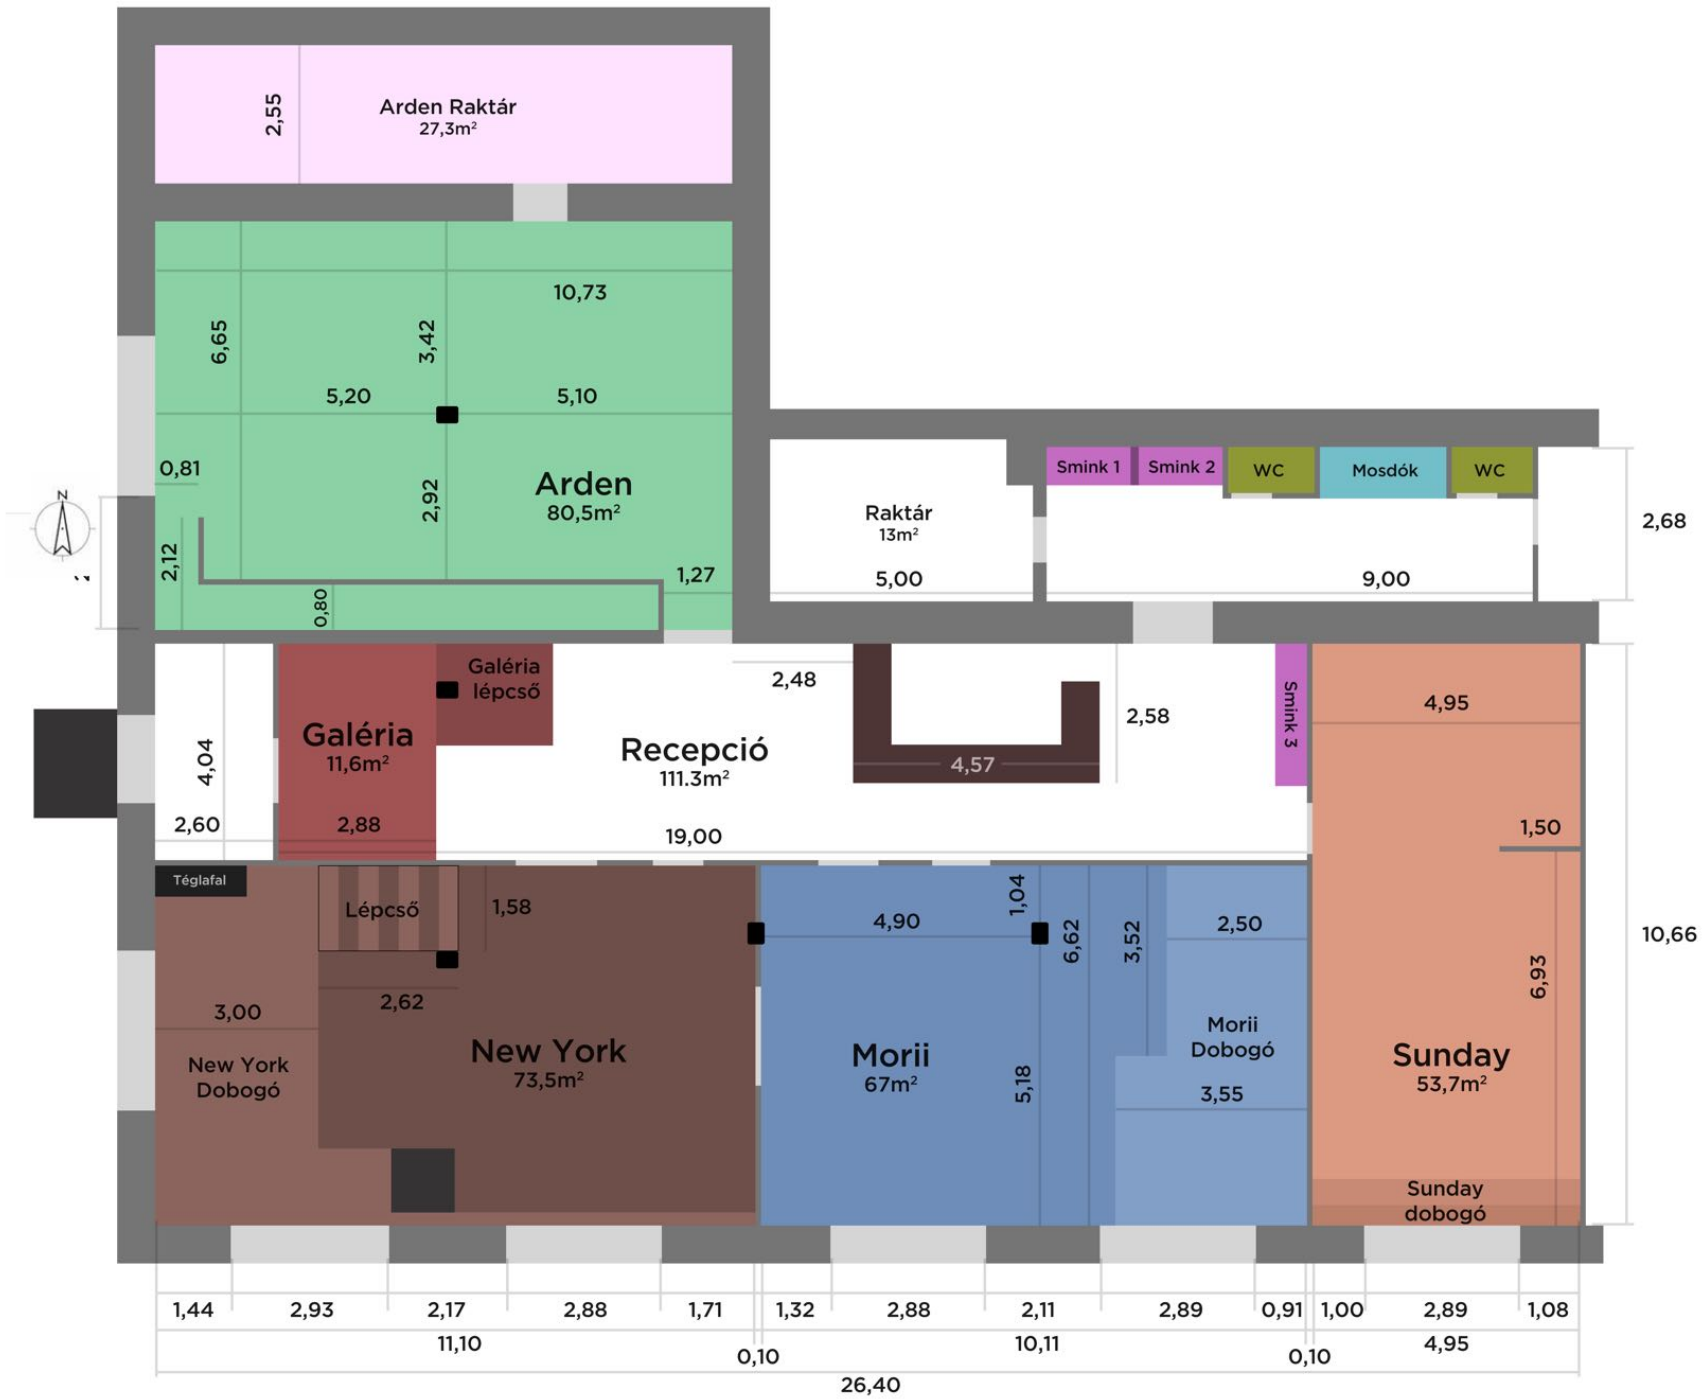 2,55
Arden Raktár
27,3m²
10,73
6,65
3,42
5,20
5,10
0,81
2,92
Arden
80,5m²
2,12
0,80
1,27
N
Smink 1
Smink 2
WC
Mosdók
WC
Raktár
13m²
5,00
9,00
2,68
Galéria
lépcső
Galéria
11,6m²
4,04
2,60
2,88
Recepció
111.3m²
2,48
4,57
2,58
19,00
Smink 3
4,95
1,50
Téglafal
Lépcső
1,58
2,62
3,00
New York
Dobogó
New York
73,5m²
4,90
1,04
6,62
3,52
2,50
Morii
67m²
5,18
Morii
Dobogó
3,55
6,93
10,66
Sunday
53,7m²
Sunday
dobogó
1,44
2,93
2,17
2,88
1,71
1,32
2,88
2,11
2,89
0,91
1,00
2,89
1,08
11,10
0,10
10,11
0,10
4,95
26,40